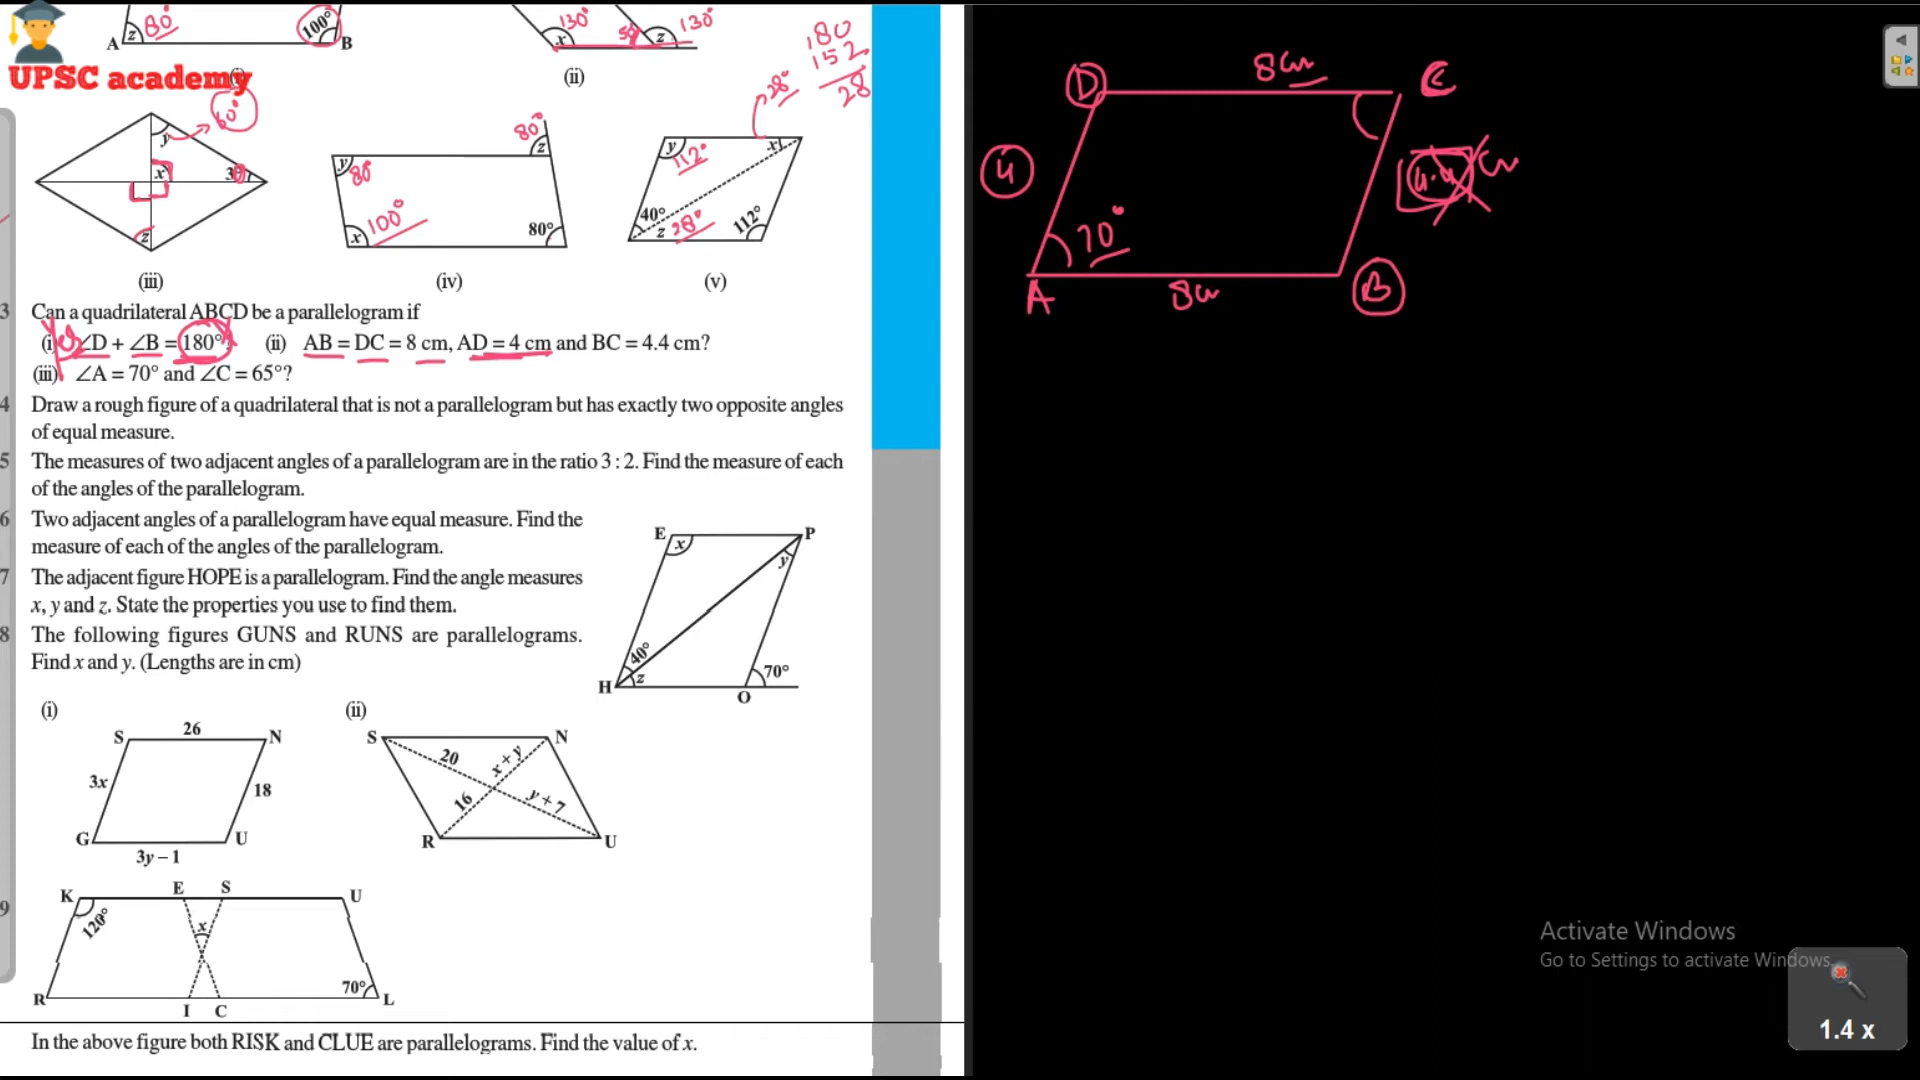 z 80° 100°
A B
130° x 50 z 130°
UPSC academy
(ii)
180
152
28
28°
60°
y
x 30
z
80°
y 80° z
x 100° 80°
y 112° x
40°
z 28° 112°
(iii) (iv) (v)
3 Can a quadrilateral ABCD be a parallelogram if
Yes
(i) ∠D + ∠B = 180°? (ii) AB = DC = 8 cm, AD = 4 cm and BC = 4.4 cm?
(iii) ∠A = 70° and ∠C = 65°?
4 Draw a rough figure of a quadrilateral that is not a parallelogram but has exactly two opposite angles
of equal measure.
5 The measures of two adjacent angles of a parallelogram are in the ratio 3 : 2. Find the measure of each
of the angles of the parallelogram.
6 Two adjacent angles of a parallelogram have equal measure. Find the
measure of each of the angles of the parallelogram.
7 The adjacent figure HOPE is a parallelogram. Find the angle measures
x, y and z. State the properties you use to find them.
8 The following figures GUNS and RUNS are parallelograms.
Find x and y. (Lengths are in cm)
E x P
y
40°
z 70°
H O
(i) (ii)
S 26 N
3x 18
G U
3y – 1
S N
20 x + y
16 y + 7
R U
9
K E S U
120° x
70°
R I C L
In the above figure both RISK and CLUE are parallelograms. Find the value of x.
D 8cm C
4 4.4 cm
70°
A 8cm B
Activate Windows
Go to Settings to activate Windows.
1.4 x